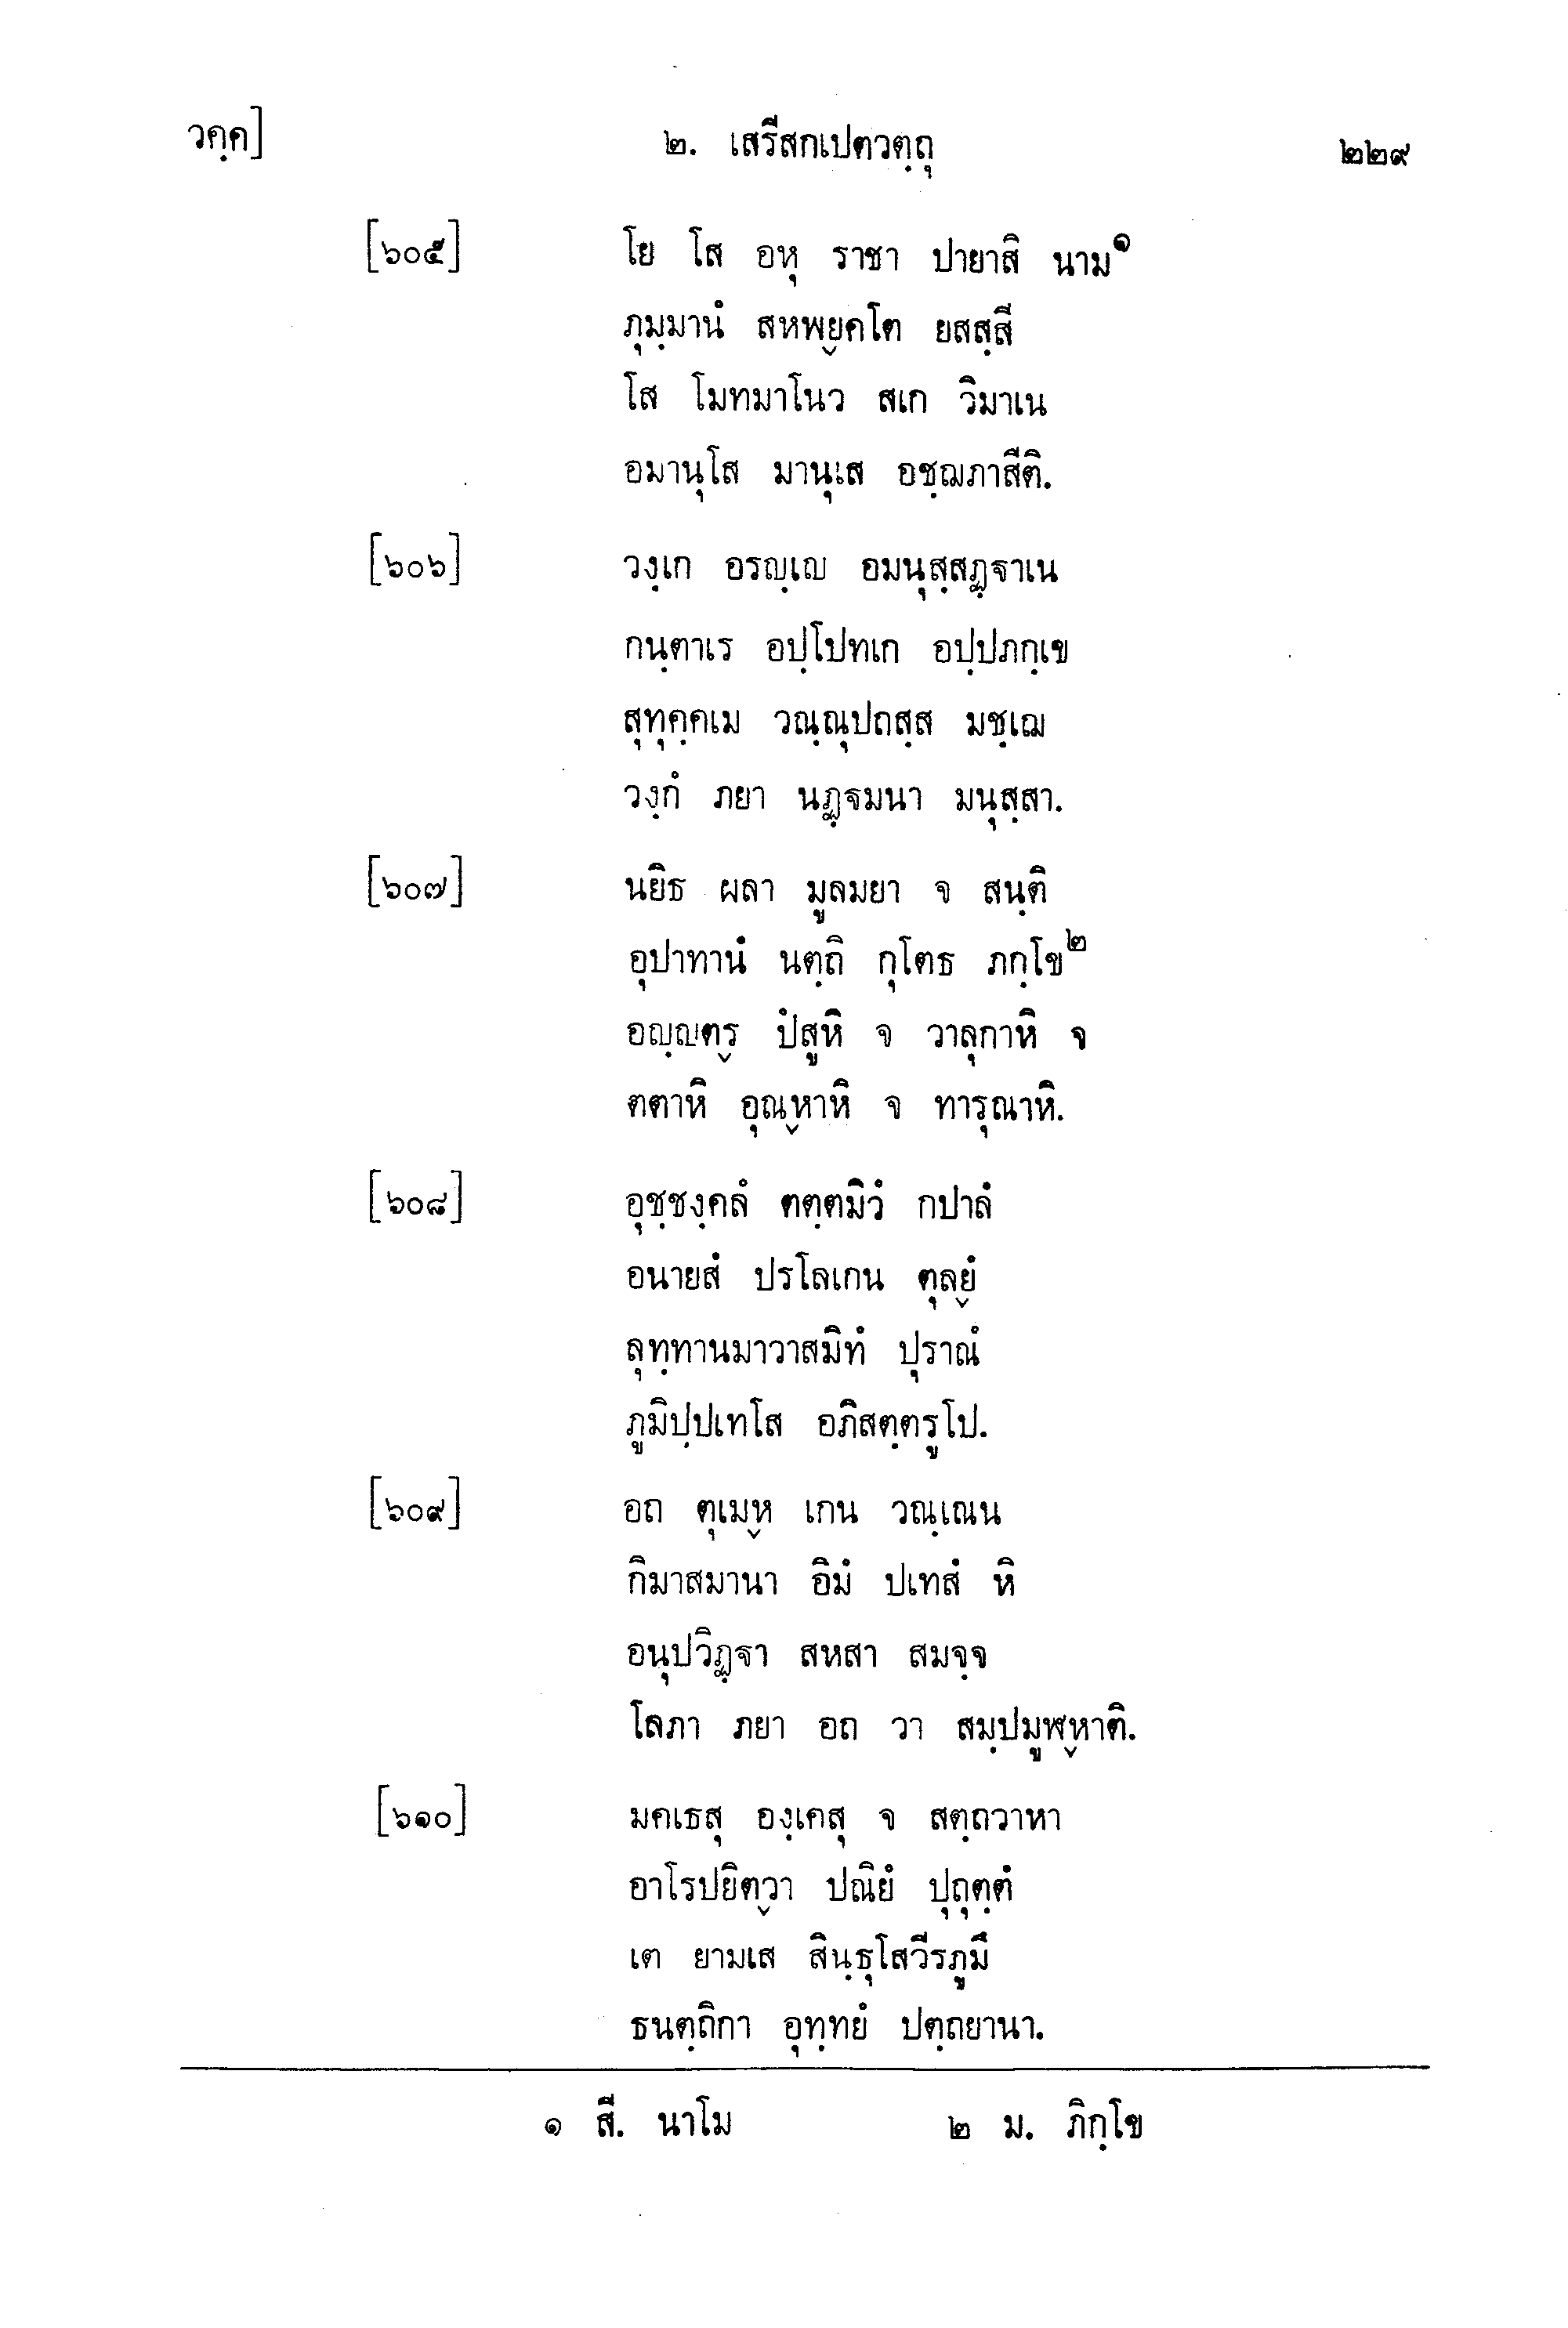 วคฺค] ๒. เสรีสกเปตวตฺถุ ๒๒๙
[๖๐๕] โย โส อหุ ราชา ปายาสิ นาม๑
ภุมฺมานํ สหพฺยคโต ยสสฺสี
โส โมทมาโนว สเก วิมาเน
อมานุโส มานุเส อชฺฌภาสีติ.
[๖๐๖] วงฺเก อรญฺเญ อมนุสฺสฏฺฐาเน
กนฺตาเร อปฺโปทเก อปฺปภกฺเข
สุทุคฺคเม วณฺณุปถสฺส มชฺเฌ
วงฺกํ ภยา นฏฺฐมนา มนุสฺสา.
[๖๐๗] นยิธ ผลา มูลมยา จ สนฺติ
อุปาทานํ นตฺถิ กุโตธ ภกฺโข๒
อญฺญตฺร ปํสูหิ จ วาลุกาหิ จ
ตตาหิ อุณฺหาหิ จ ทารุณาหิ.
[๖๐๘] อุชฺชงฺคลํ ตตฺตมิวํ กปาลํ
อนายสํ ปรโลเกน ตุลฺยํ
ลุทฺทานมาวาสมิทํ ปุราณํ
ภูมิปฺปเทโส อภิสตฺตรูโป.
[๖๐๙] อถ ตุเมฺห เกน วณฺเณน
กิมาสมานา อิมํ ปเทสํ หิ
อนุปวิฏฺฐา สหสา สมจฺจ
โลภา ภยา อถ วา สมฺปมูฬฺหาติ.
[๖๑๐] มคเธสุ องฺเคสุ จ สตฺถวาหา
อาโรปยิตฺวา ปณิยํ ปุถุตฺตํ
เต ยามเส สินฺธุโสวีรภูมึ
ธนตฺถิกา อุทฺทยํ ปตฺถยานา.
๑ สี. นาโม ๒ ม. ภิกฺโข